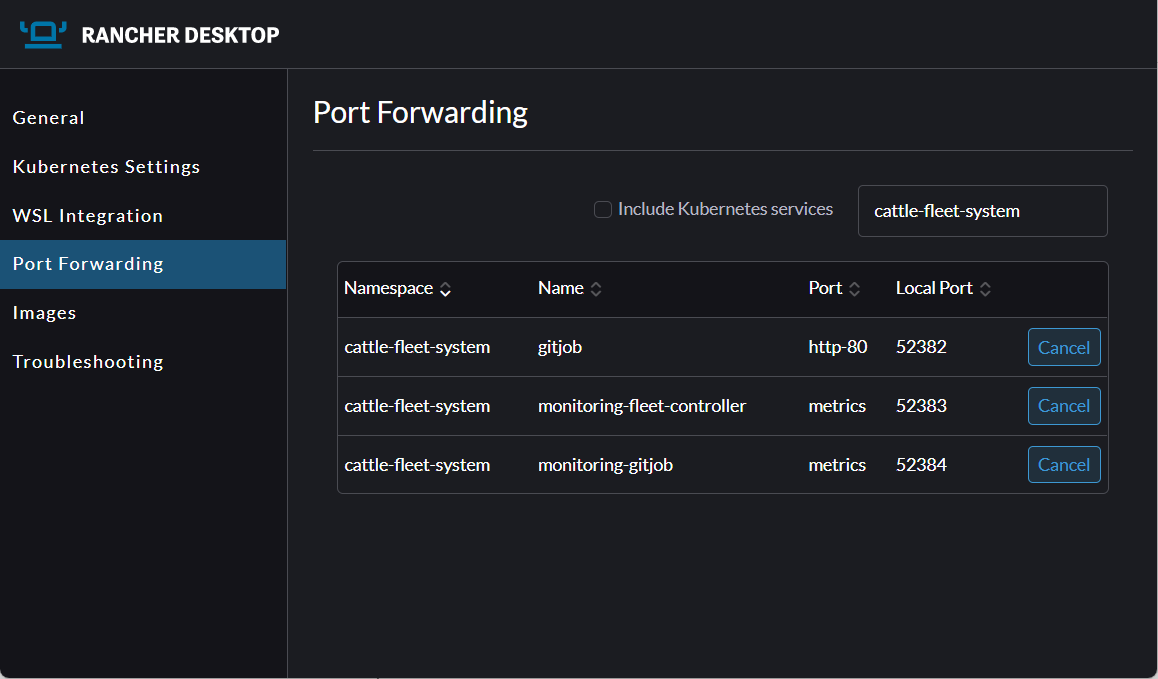 RANCHER DESKTOP
General
Kubernetes Settings
WSL Integration
Port Forwarding
Images
Troubleshooting
Port Forwarding
Include Kubernetes services
cattle-fleet-system
Namespace Name Port Local Port
cattle-fleet-system gitjob http-80 52382 Cancel
cattle-fleet-system monitoring-fleet-controller metrics 52383 Cancel
cattle-fleet-system monitoring-gitjob metrics 52384 Cancel